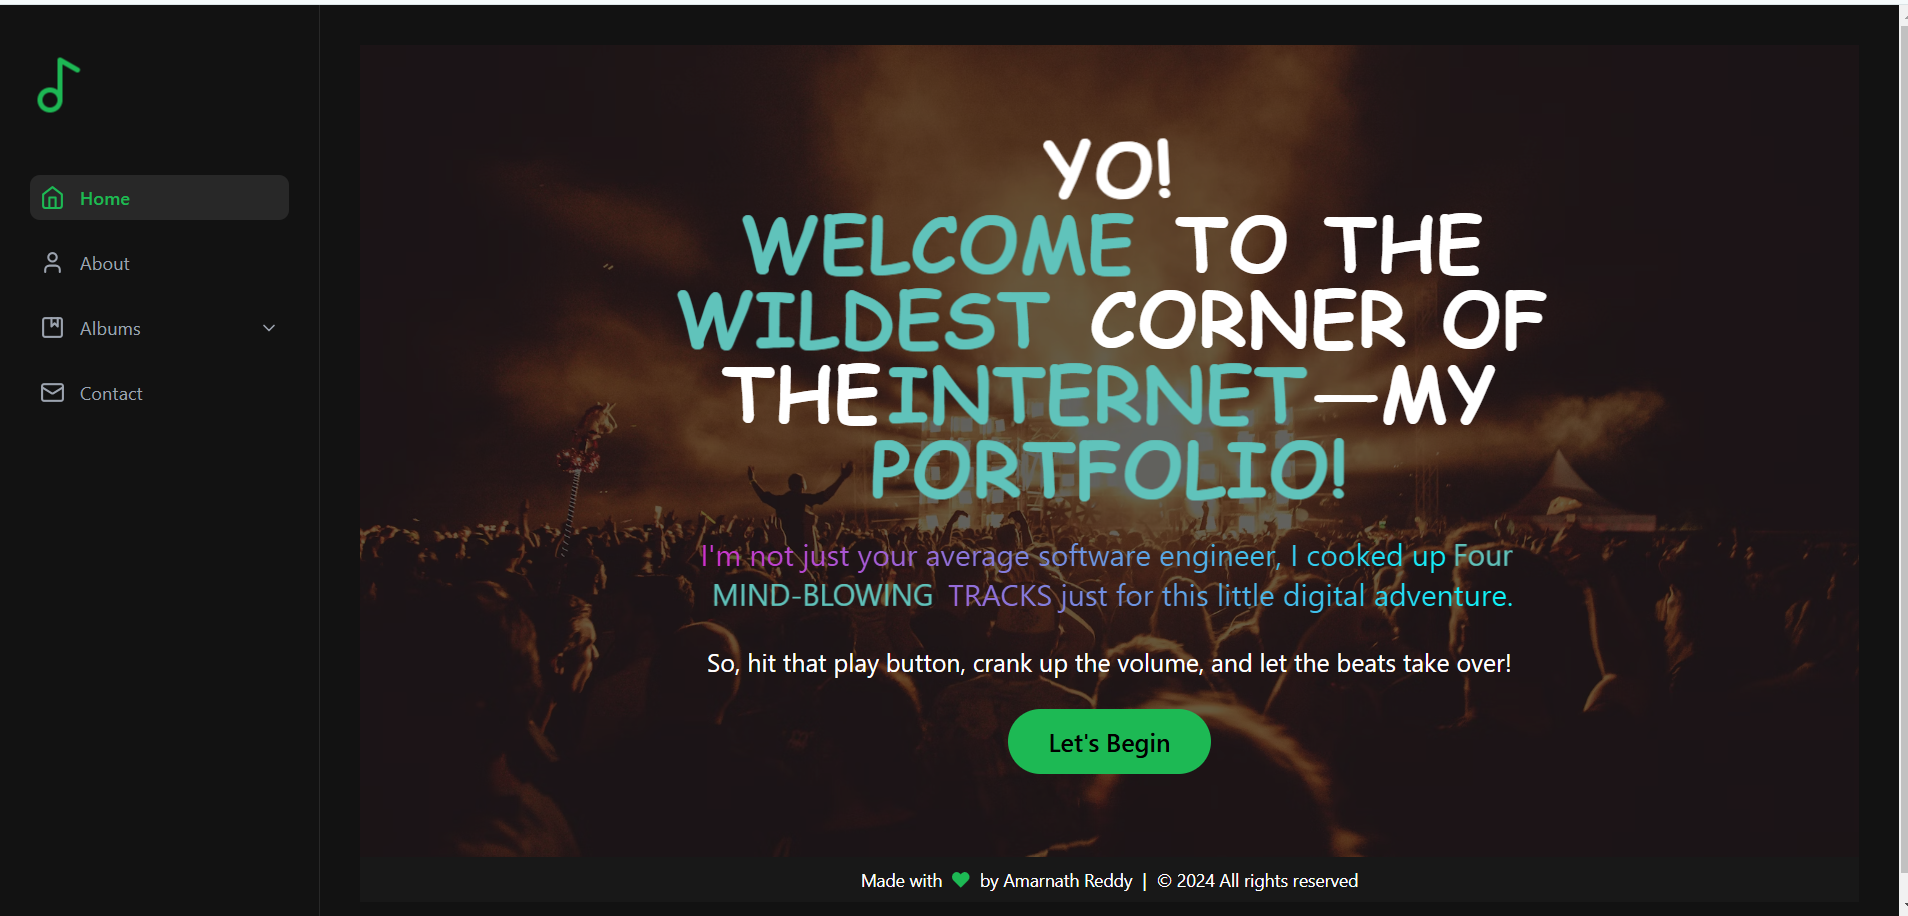 Home
About
Albums
Contact
YO!
WELCOME TO THE
WILDEST CORNER OF
THE INTERNET—MY
PORTFOLIO!
I'm not just your average software engineer, I cooked up Four
MIND-BLOWING TRACKS just for this little digital adventure.
So, hit that play button, crank up the volume, and let the beats take over!
Let's Begin
Made with by Amarnath Reddy | © 2024 All rights reserved